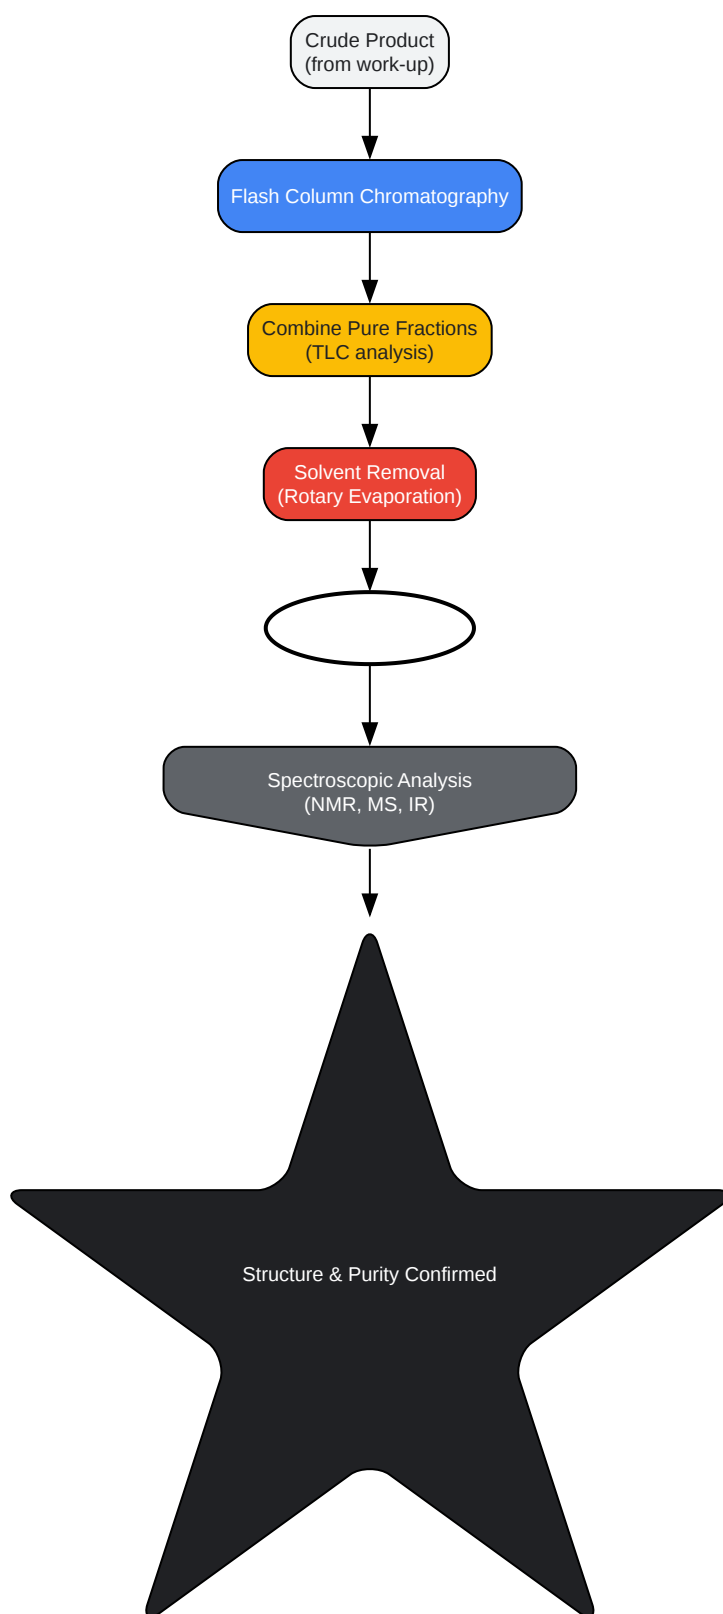 Crude Product
(from work-up)
Flash Column Chromatography
Combine Pure Fractions
(TLC analysis)
Solvent Removal
(Rotary Evaporation)
Spectroscopic Analysis
(NMR, MS, IR)
Structure & Purity Confirmed